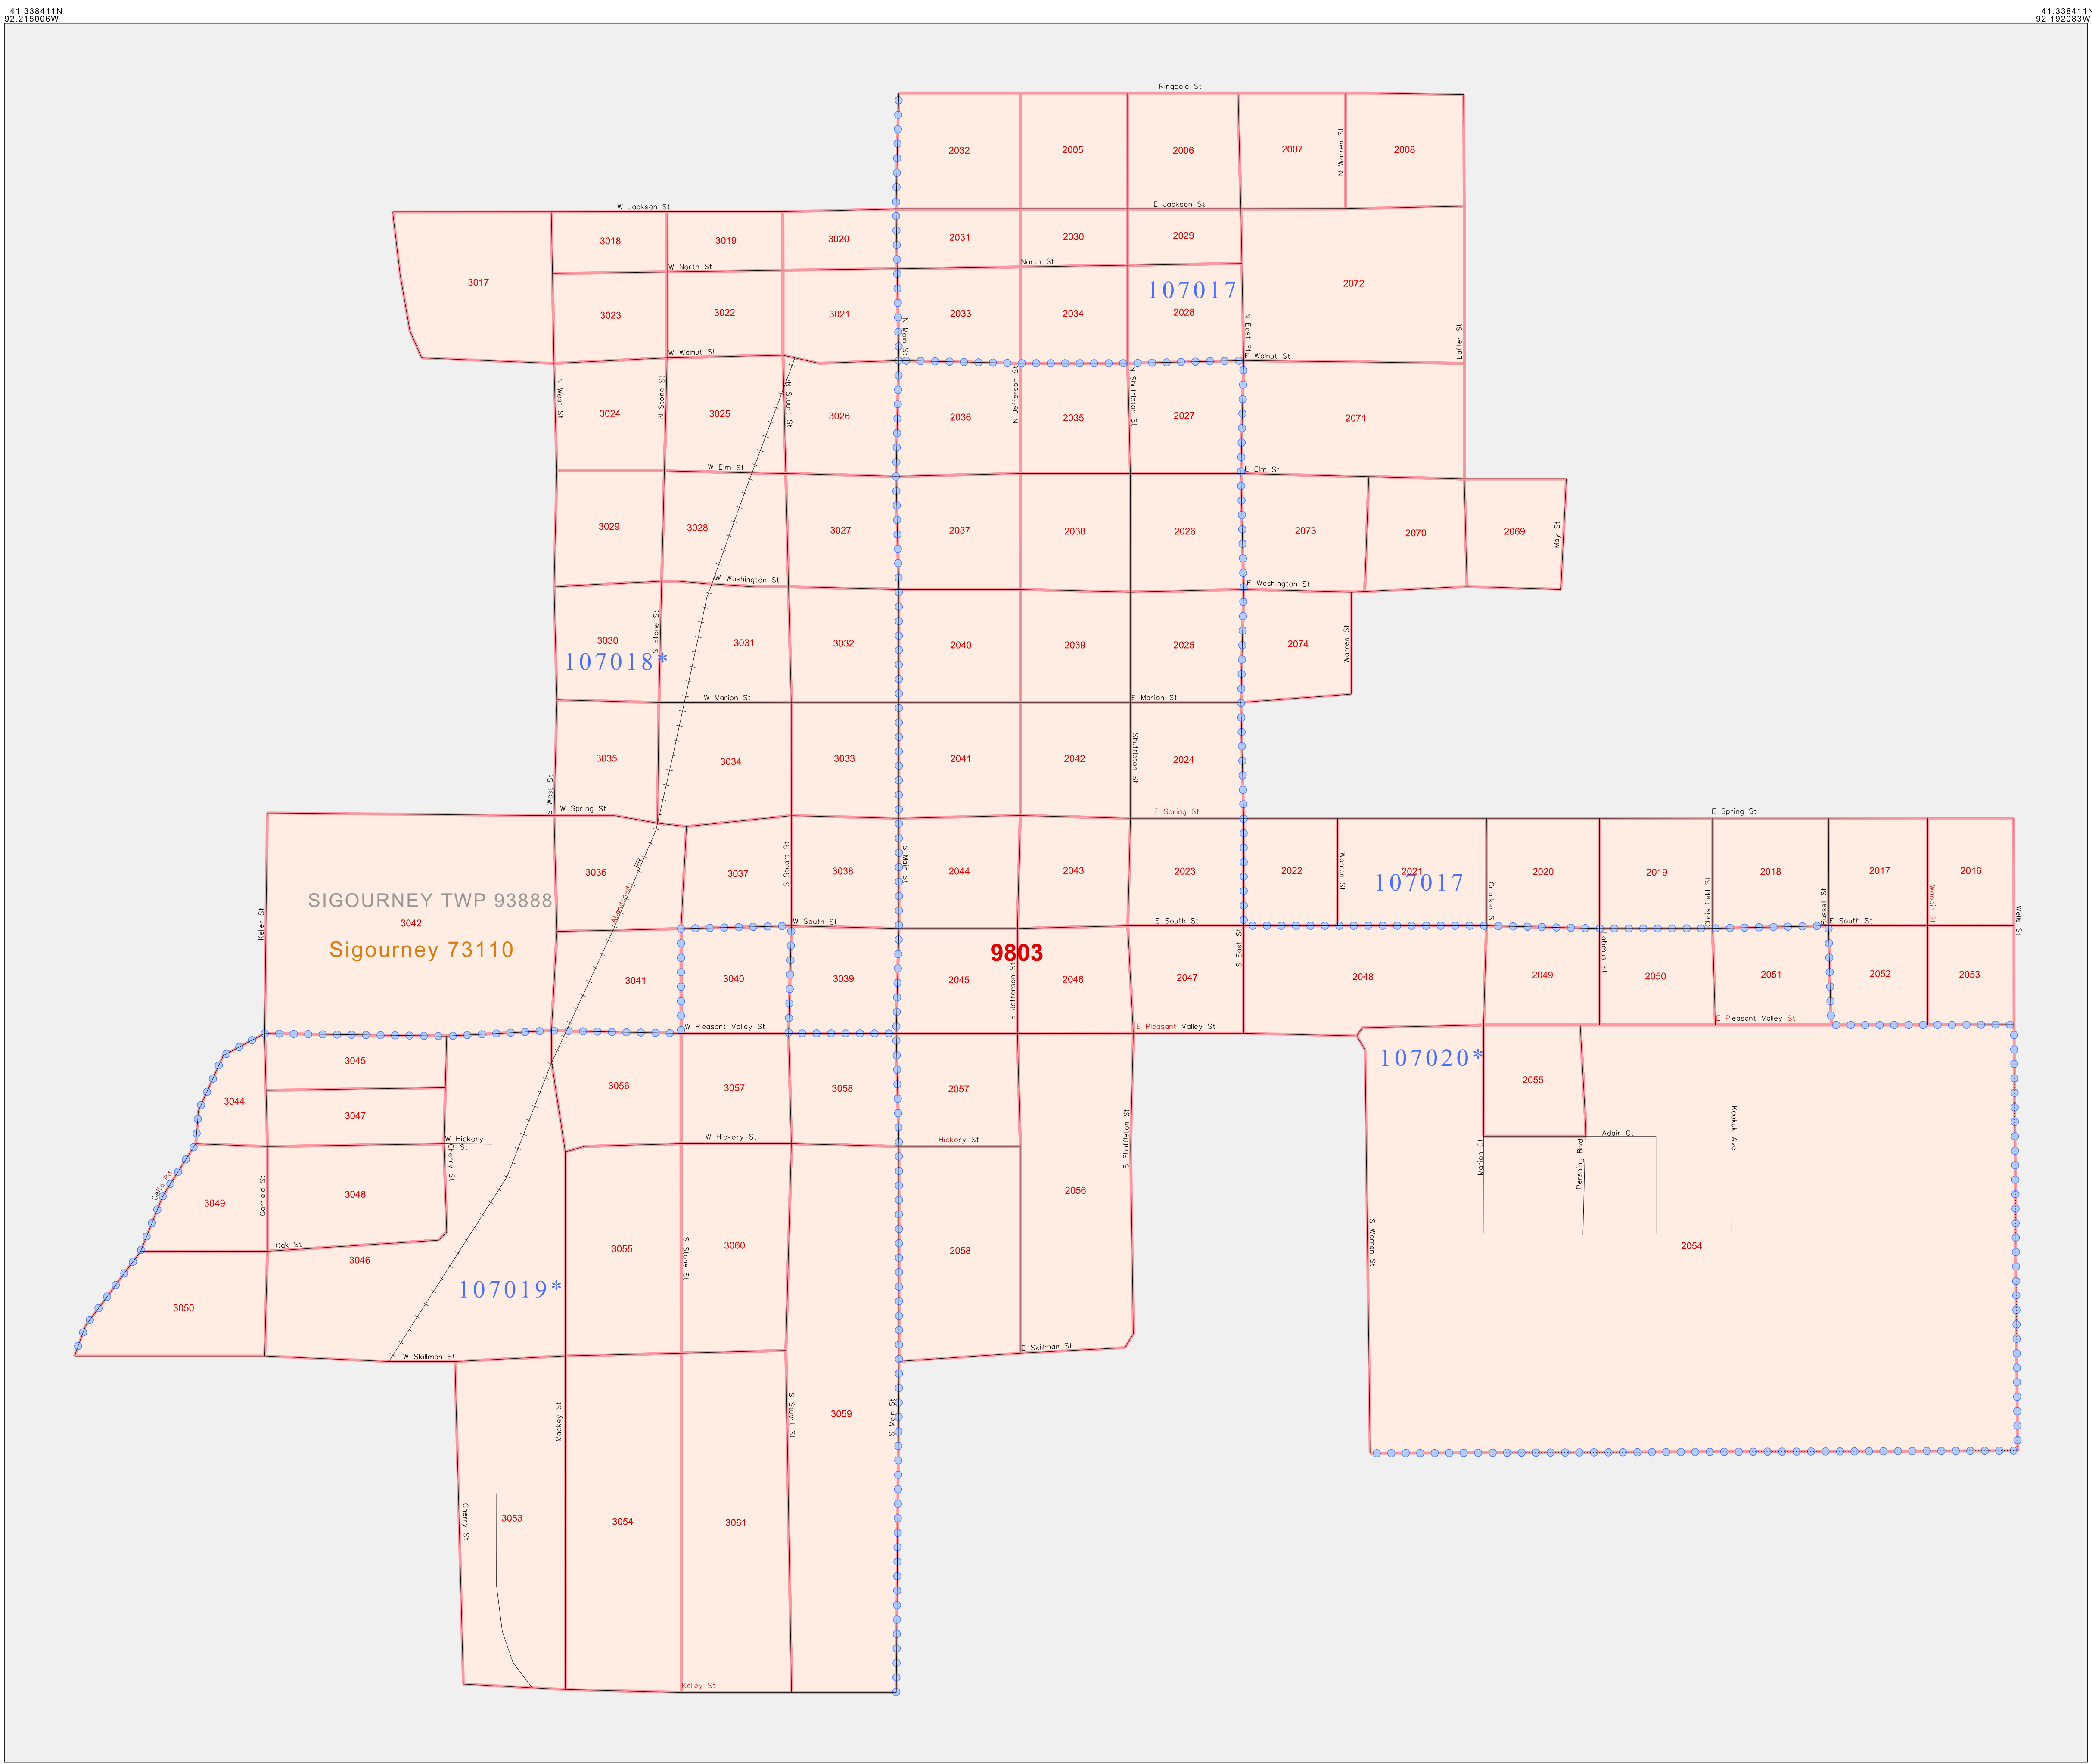 41.338411N
92.215006W
41.338411N
92.192083W
Ringgold St
2032
2005
2006
2007
N Warren St
2008
W Jackson St
E Jackson St
3017
3018
3019
3020
2031
2030
2029
W North St
North St
107017
2072
3023
3022
3021
2033
2034
2028
N Main St
N East St
Laffer St
W Walnut St
E Walnut St
N West St
N Stone St
N Stuart St
N Jefferson St
N Shuffleton St
3024
3025
3026
2036
2035
2027
2071
W Elm St
E Elm St
3029
3028
3027
2037
2038
2026
2073
2070
2069
May St
W Washington St
E Washington St
3030
S Stone St
3031
3032
2040
2039
2025
2074
Warren St
107018*
W Marion St
E Marion St
3035
3034
3033
2041
2042
Shuffleton St
2024
S West St
W Spring St
E Spring St
E Spring St
Keller St
3036
Abandoned RR
3037
S Stuart St
3038
S Main St
2044
2043
2023
2022
Warren St
2021
107017
Crocker St
2020
2019
Christfield St
2018
Russell St
2017
Woodin St
2016
Wells St
SIGOURNEY TWP 93888
3042
Sigourney 73110
W South St
E South St
E South St
9803
3041
3040
3039
2045
S Jefferson St
2046
2047
S East St
2048
2049
Latimus St
2050
2051
2052
2053
W Pleasant Valley St
E Pleasant Valley St
E Pleasant Valley St
107020*
3045
3044
3047
3056
3057
3058
2057
2055
Keokuk Ave
W Hickory St
W Hickory St
Hickory St
Adair Ct
Marion Ct
Pershing Blvd
Delta Rd
3049
Garfield St
3048
Cherry St
S Shuffleton St
2056
Oak St
3046
3055
S Stone St
3060
2058
S Warren St
2054
107019*
3050
W Skillman St
E Skillman St
Mackey St
S Stuart St
3059
S Main St
Cherry St
3053
3054
3061
Kelley St